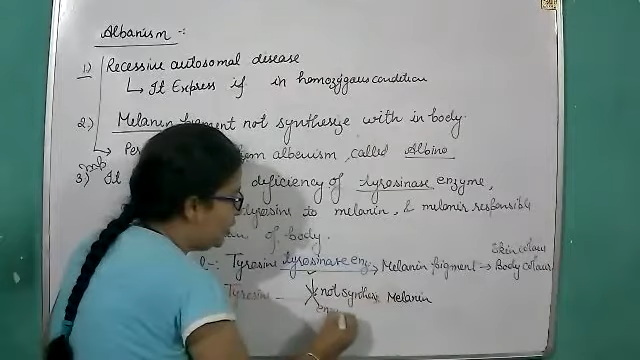 Albanism :-
1) Recessive autosomal disease
↳ It Express if in homozygous condition
2) Melanin pigment not synthesize with in body.
albenism, called Albino
3) It deficiency of tyrosinase enzyme,
tyrosine to melanin, & melanin responsible
of body.
Skin colour
:- Tyrosine tyrosinase enz. → Melanin pigment → Body colour
Tyrosine not synthesis Melanin